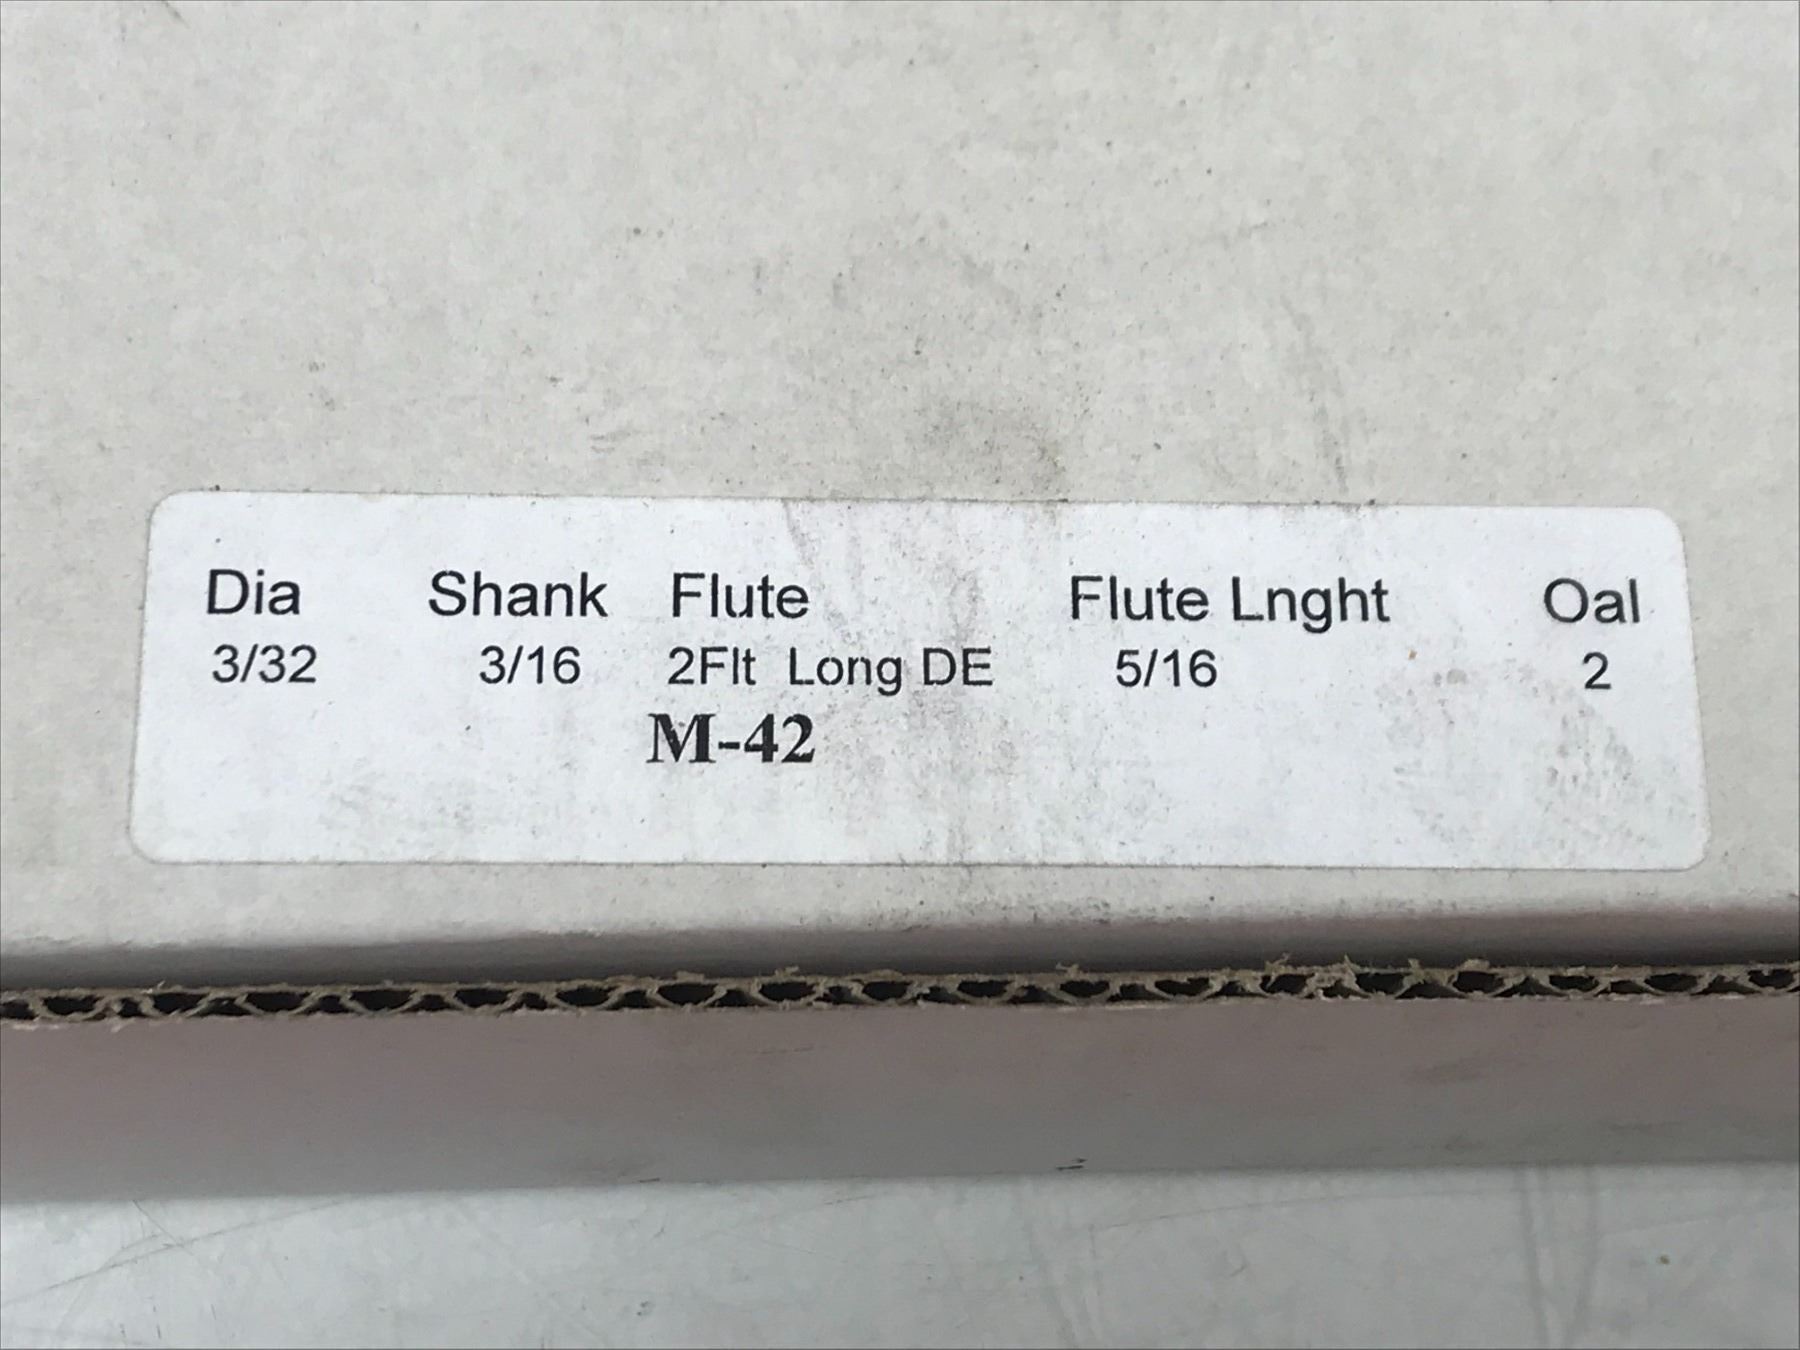 Dia Shank Flute Flute Lnght Oal
3/32 3/16 2Flt Long DE 5/16 2
M-42